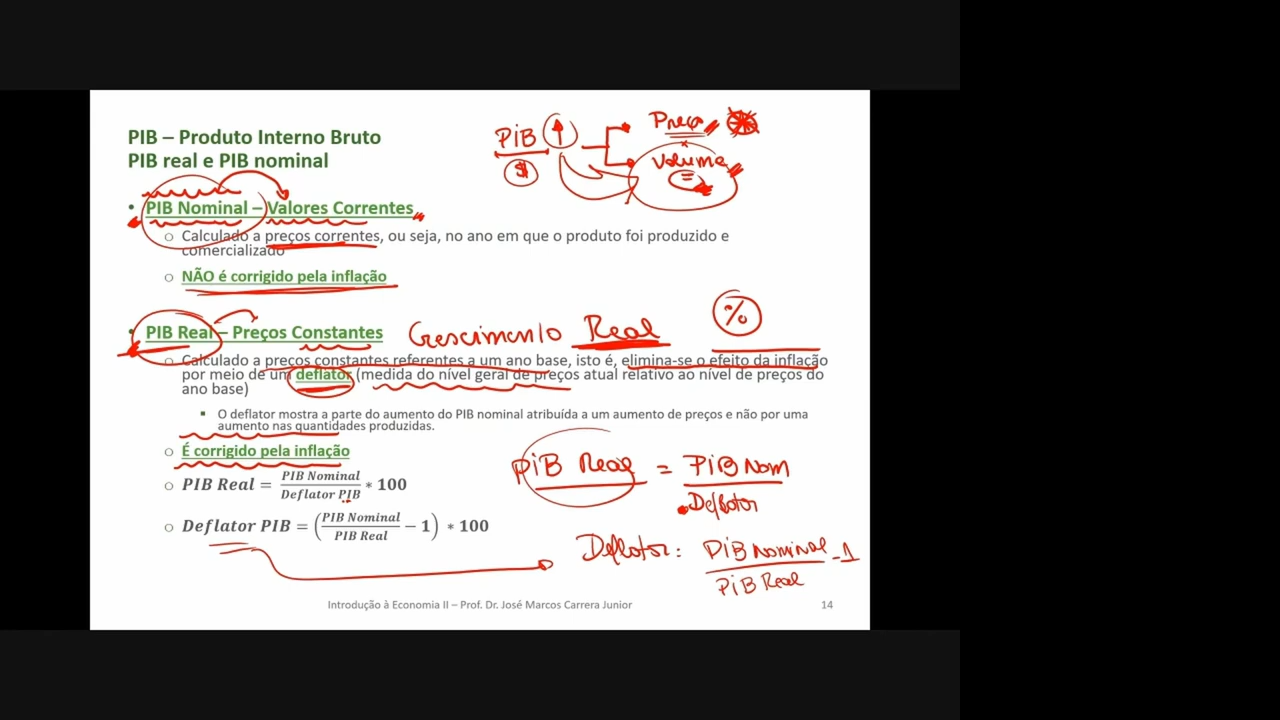 PIB – Produto Interno Bruto
PIB real e PIB nominal
PIB
$
Preço
Volume
• PIB Nominal – Valores Correntes
o Calculado a preços correntes, ou seja, no ano em que o produto foi produzido e
comercializado
o NÃO é corrigido pela inflação
%
• PIB Real – Preços Constantes
Crescimento Real
o Calculado a preços constantes referentes a um ano base, isto é, elimina-se o efeito da inflação
por meio de um deflator (medida do nível geral de preços atual relativo ao nível de preços do
ano base)
▪ O deflator mostra a parte do aumento do PIB nominal atribuída a um aumento de preços e não por uma
aumento nas quantidades produzidas.
o É corrigido pela inflação
o PIB Real = PIB Nominal / Deflator PIB * 100
PIB Real = PIB Nom
Deflator
o Deflator PIB = (PIB Nominal / PIB Real − 1) * 100
Deflator: PIB Nominal - 1
PIB Real
Introdução à Economia II – Prof. Dr. José Marcos Carrera Junior
14